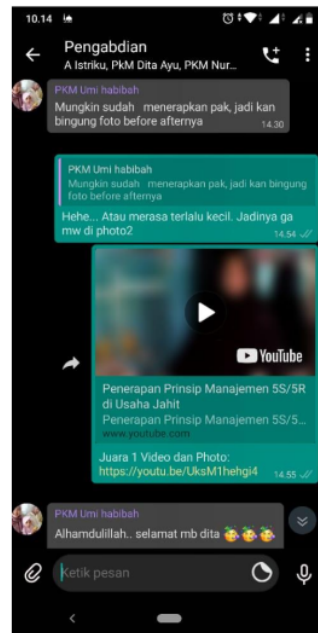 10.14
Pengabdian
A Istriku, PkM Dita Ayu, PKM Nur...
PKM Umi habibah
Mungkin sudah menerapkan pak, jadi kan
bingung foto before afternya
14.30
PKM Umi habibah
Mungkin sudah menerapkan pak, jadi kan bingung
foto before afternya
Hehe... Atau merasa terlalu kecil. Jadinya ga
mw di photo2
14.54
YouTube
Penerapan Prinsip Manajemen 5S/5R
di Usaha Jahit
Penerapan Prinsip Manajemen 5S/5...
www.youtube.com
Juara 1 Video dan Photo:
https://youtu.be/UksM1hehgi4
14.55
PKM Umi habibah
Alhamdulillah.. selamat mb dita 🥳🥳🥳
Ketik pesan